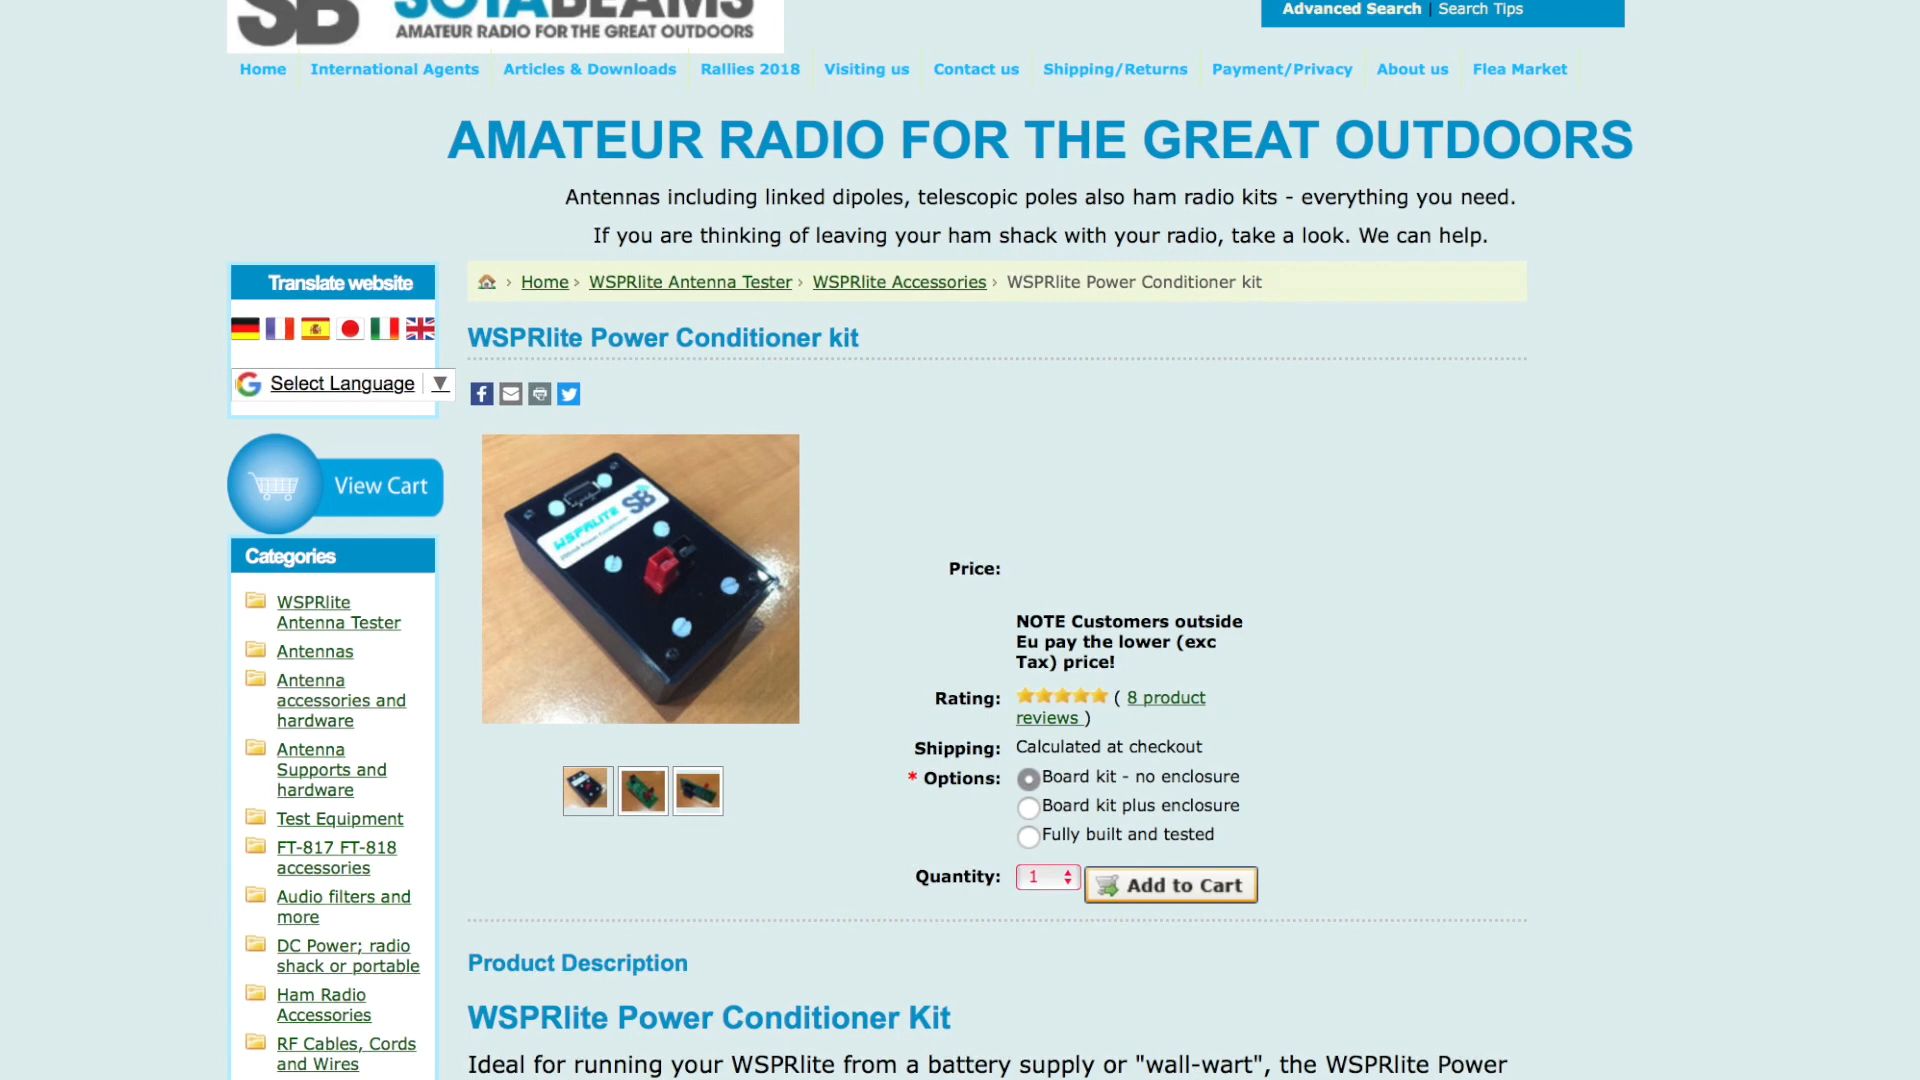 SOTABEAMS
SB
AMATEUR RADIO FOR THE GREAT OUTDOORS
Advanced Search | Search Tips
Home
International Agents
Articles & Downloads
Rallies 2018
Visiting us
Contact us
Shipping/Returns
Payment/Privacy
About us
Flea Market
AMATEUR RADIO FOR THE GREAT OUTDOORS
Antennas including linked dipoles, telescopic poles also ham radio kits - everything you need.
If you are thinking of leaving your ham shack with your radio, take a look. We can help.
Translate website
Select Language ▼
View Cart
Categories
WSPRlite
Antenna Tester
Antennas
Antenna
accessories and
hardware
Antenna
Supports and
hardware
Test Equipment
FT-817 FT-818
accessories
Audio filters and
more
DC Power; radio
shack or portable
Ham Radio
Accessories
RF Cables, Cords
and Wires
› Home › WSPRlite Antenna Tester › WSPRlite Accessories › WSPRlite Power Conditioner kit
WSPRlite Power Conditioner kit
WSPRLITE
SB
Price:
NOTE Customers outside
Eu pay the lower (exc
Tax) price!
Rating: ( 8 product
reviews )
Shipping: Calculated at checkout
* Options: Board kit - no enclosure
Board kit plus enclosure
Fully built and tested
Quantity: 1 Add to Cart
Product Description
WSPRlite Power Conditioner Kit
Ideal for running your WSPRlite from a battery supply or "wall-wart", the WSPRlite Power